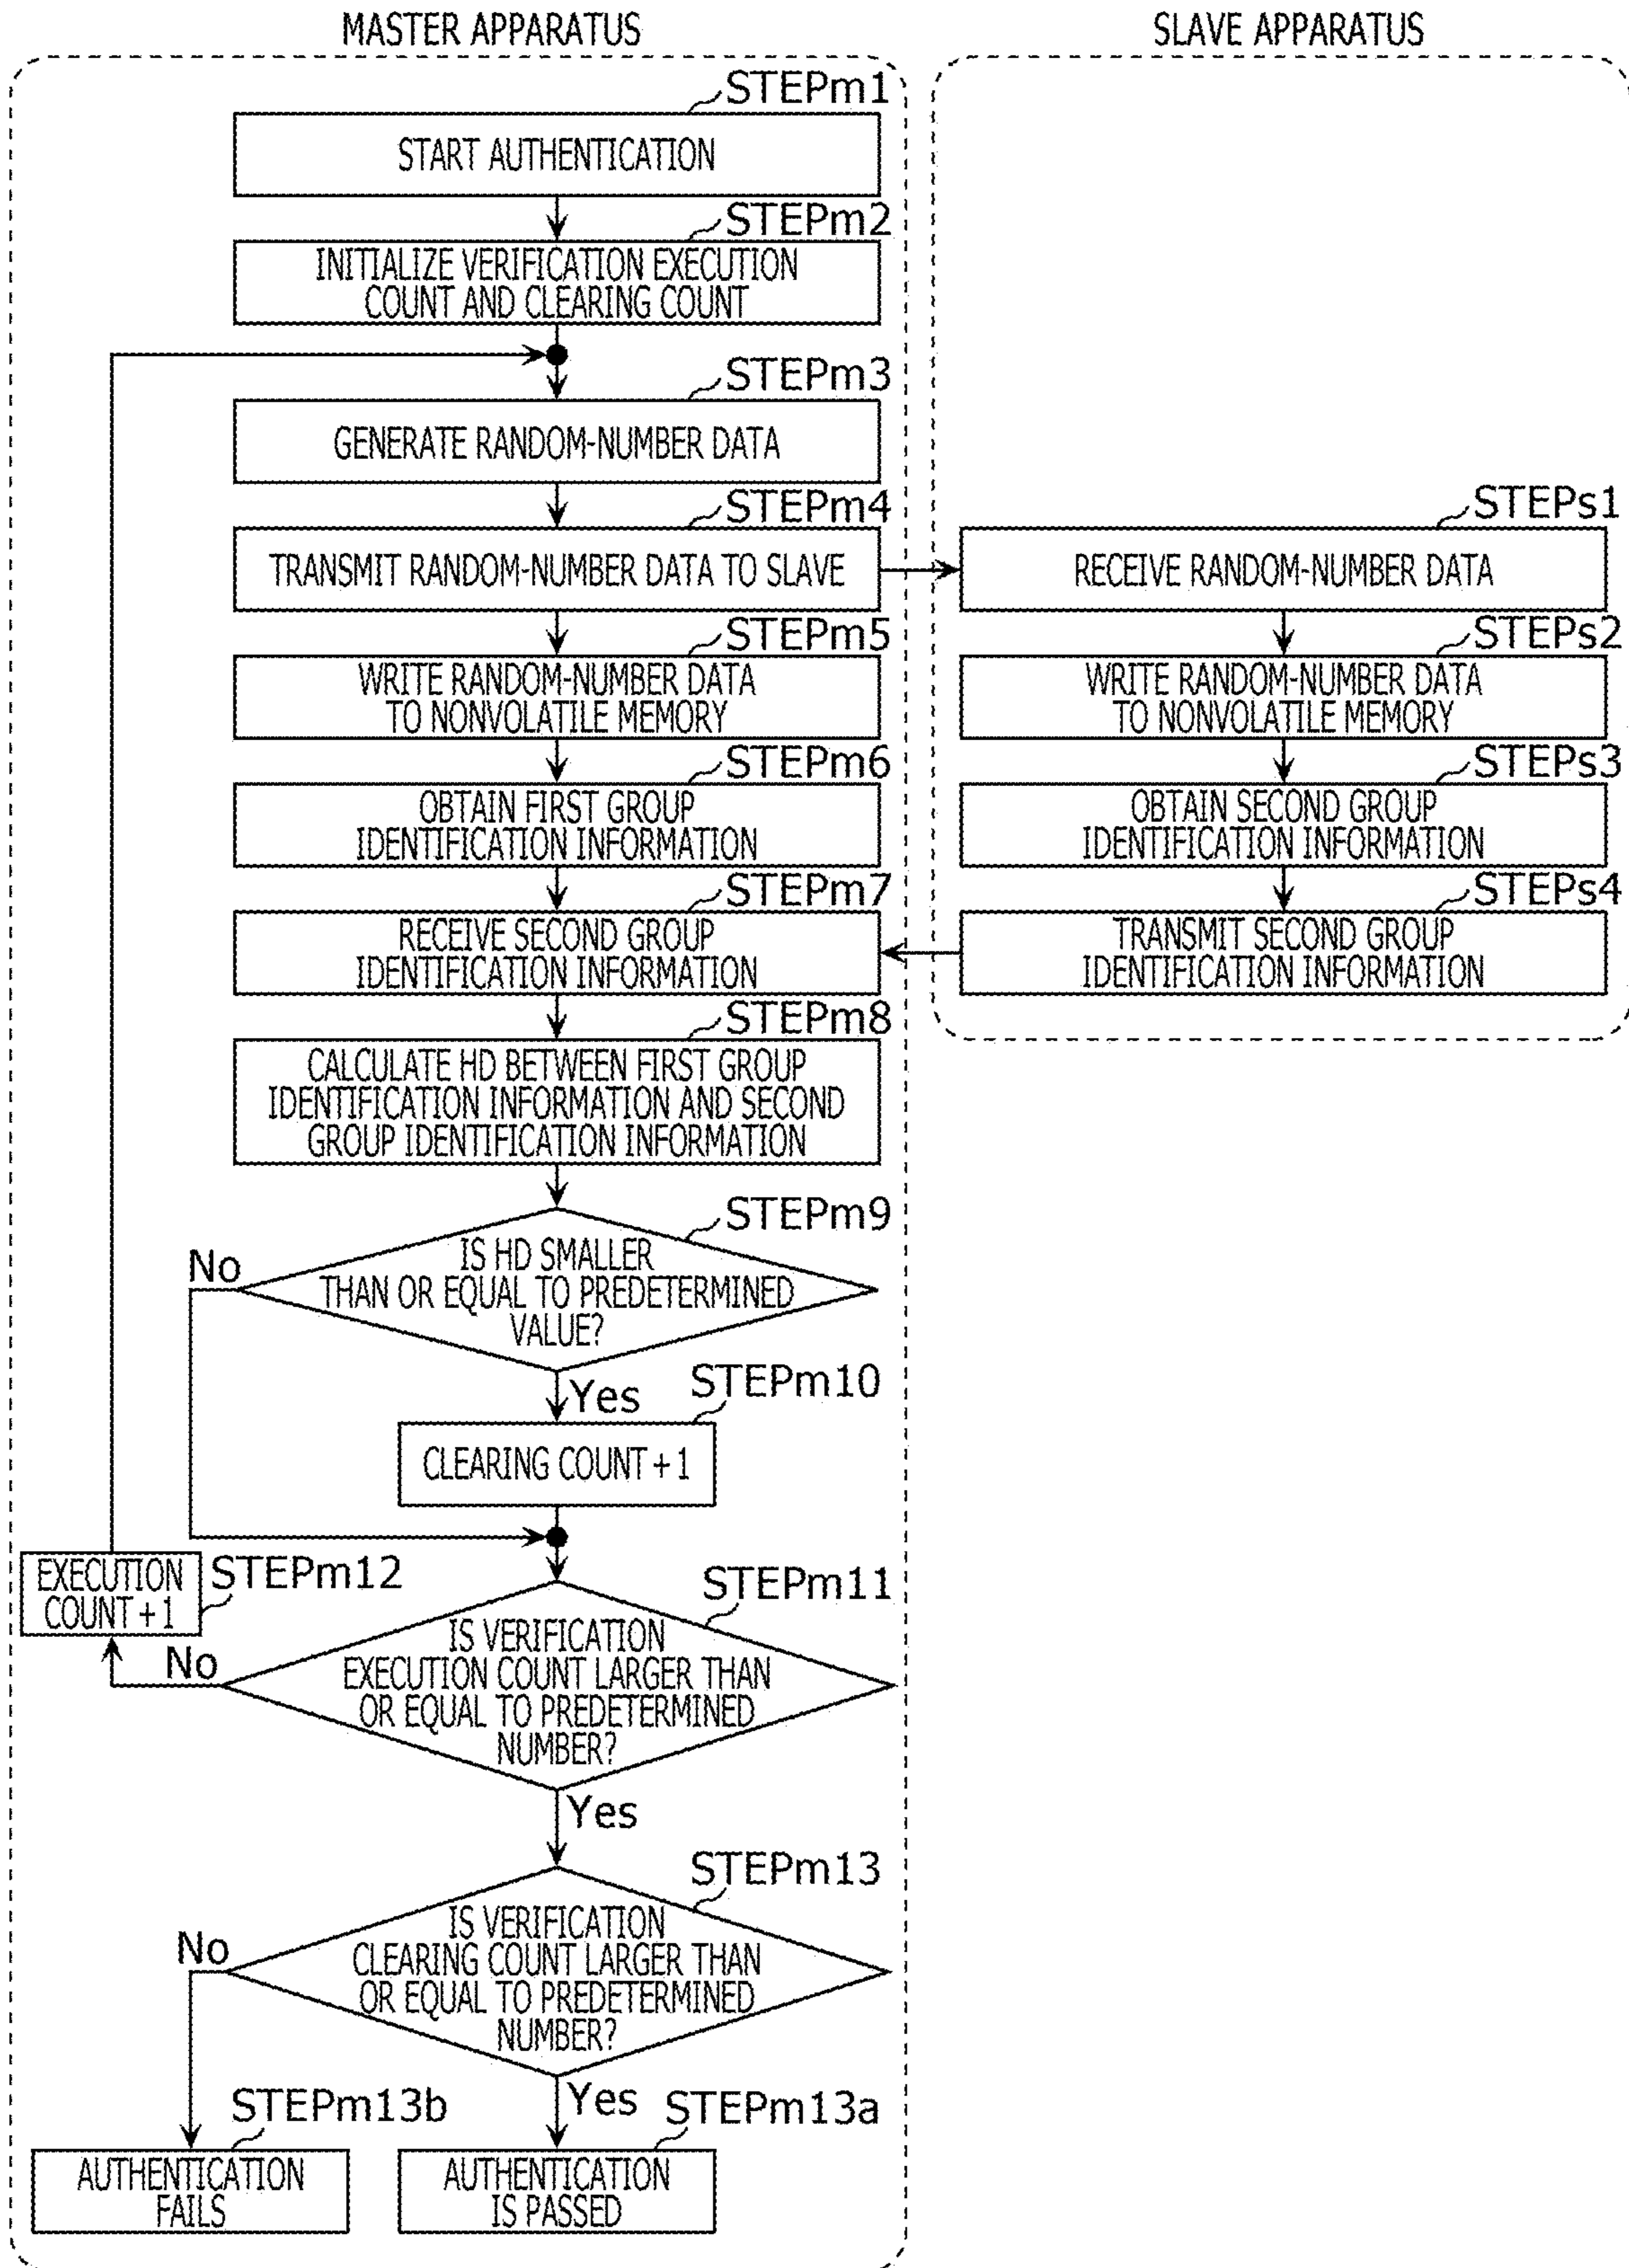 MASTER APPARATUS
SLAVE APPARATUS
STEPm1
START AUTHENTICATION
STEPm2
INITIALIZE VERIFICATION EXECUTION
COUNT AND CLEARING COUNT
STEPm3
GENERATE RANDOM-NUMBER DATA
STEPm4
TRANSMIT RANDOM-NUMBER DATA TO SLAVE
STEPs1
RECEIVE RANDOM-NUMBER DATA
STEPm5
WRITE RANDOM-NUMBER DATA
TO NONVOLATILE MEMORY
STEPs2
WRITE RANDOM-NUMBER DATA
TO NONVOLATILE MEMORY
STEPm6
OBTAIN FIRST GROUP
IDENTIFICATION INFORMATION
STEPs3
OBTAIN SECOND GROUP
IDENTIFICATION INFORMATION
STEPm7
RECEIVE SECOND GROUP
IDENTIFICATION INFORMATION
STEPs4
TRANSMIT SECOND GROUP
IDENTIFICATION INFORMATION
STEPm8
CALCULATE HD BETWEEN FIRST GROUP
IDENTIFICATION INFORMATION AND SECOND
GROUP IDENTIFICATION INFORMATION
STEPm9
IS HD SMALLER
THAN OR EQUAL TO PREDETERMINED
VALUE?
No
Yes
STEPm10
CLEARING COUNT + 1
EXECUTION
COUNT + 1
STEPm12
STEPm11
IS VERIFICATION
EXECUTION COUNT LARGER THAN
OR EQUAL TO PREDETERMINED
NUMBER?
No
Yes
STEPm13
IS VERIFICATION
CLEARING COUNT LARGER THAN
OR EQUAL TO PREDETERMINED
NUMBER?
No
Yes
STEPm13b
AUTHENTICATION
FAILS
STEPm13a
AUTHENTICATION
IS PASSED